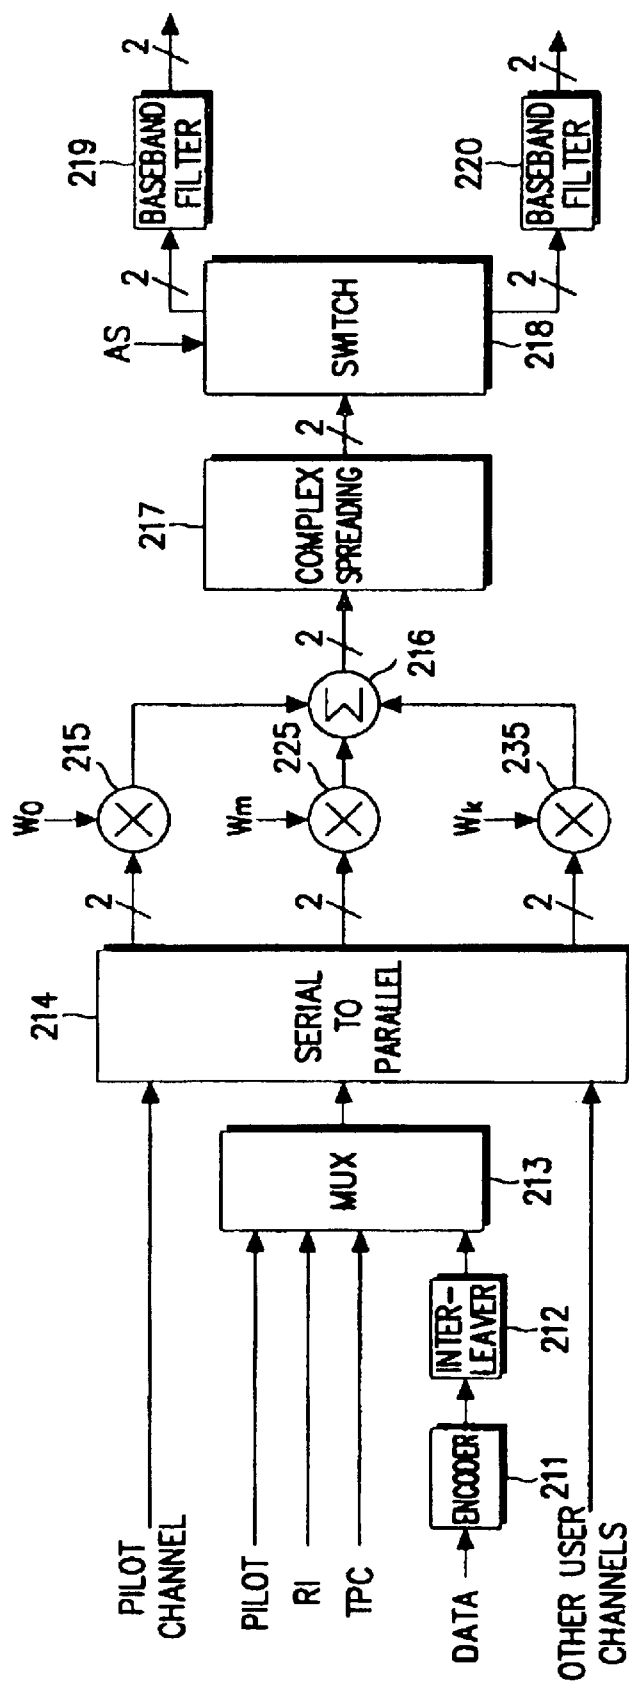 PILOT
CHANNEL
PILOT
RI
TPC
DATA
ENCODER
211
INTER-
LEAVER
212
OTHER USER
CHANNELS
MUX
213
214
SERIAL
TO
PARALLEL
2
2
2
W0
215
Wm
225
Wk
235
Σ
216
2
217
COMPLEX
SPREADING
2
AS
SWITCH
218
2
2
219
BASEBAND
FILTER
2
220
BASEBAND
FILTER
2